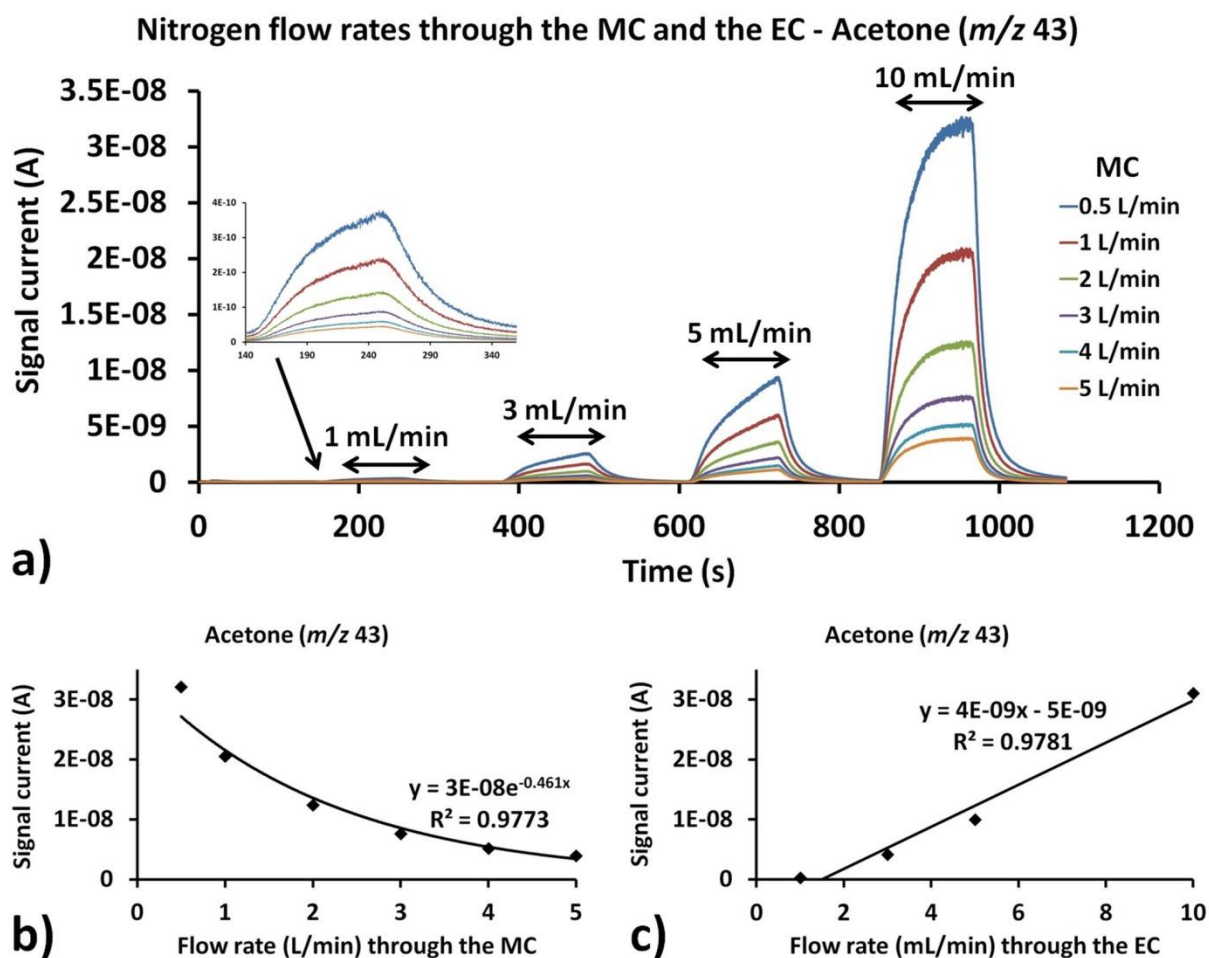 Nitrogen flow rates through the MC and the EC - Acetone (m/z 43)
Signal current (A)
3.5E-08
3E-08
2.5E-08
2E-08
1.5E-08
1E-08
5E-09
0
0 200 400 600 800 1000 1200
Time (s)
4E-10
3E-10
2E-10
1E-10
0
140 190 240 290 340
1 mL/min
3 mL/min
5 mL/min
10 mL/min
MC
0.5 L/min
1 L/min
2 L/min
3 L/min
4 L/min
5 L/min
a)
Acetone (m/z 43)
Signal current (A)
3E-08
2E-08
1E-08
0
y = 3E-08e^-0.461x
R² = 0.9773
0 1 2 3 4 5
Flow rate (L/min) through the MC
b)
Acetone (m/z 43)
Signal current (A)
3E-08
2E-08
1E-08
0
y = 4E-09x - 5E-09
R² = 0.9781
0 2 4 6 8 10
Flow rate (mL/min) through the EC
c)